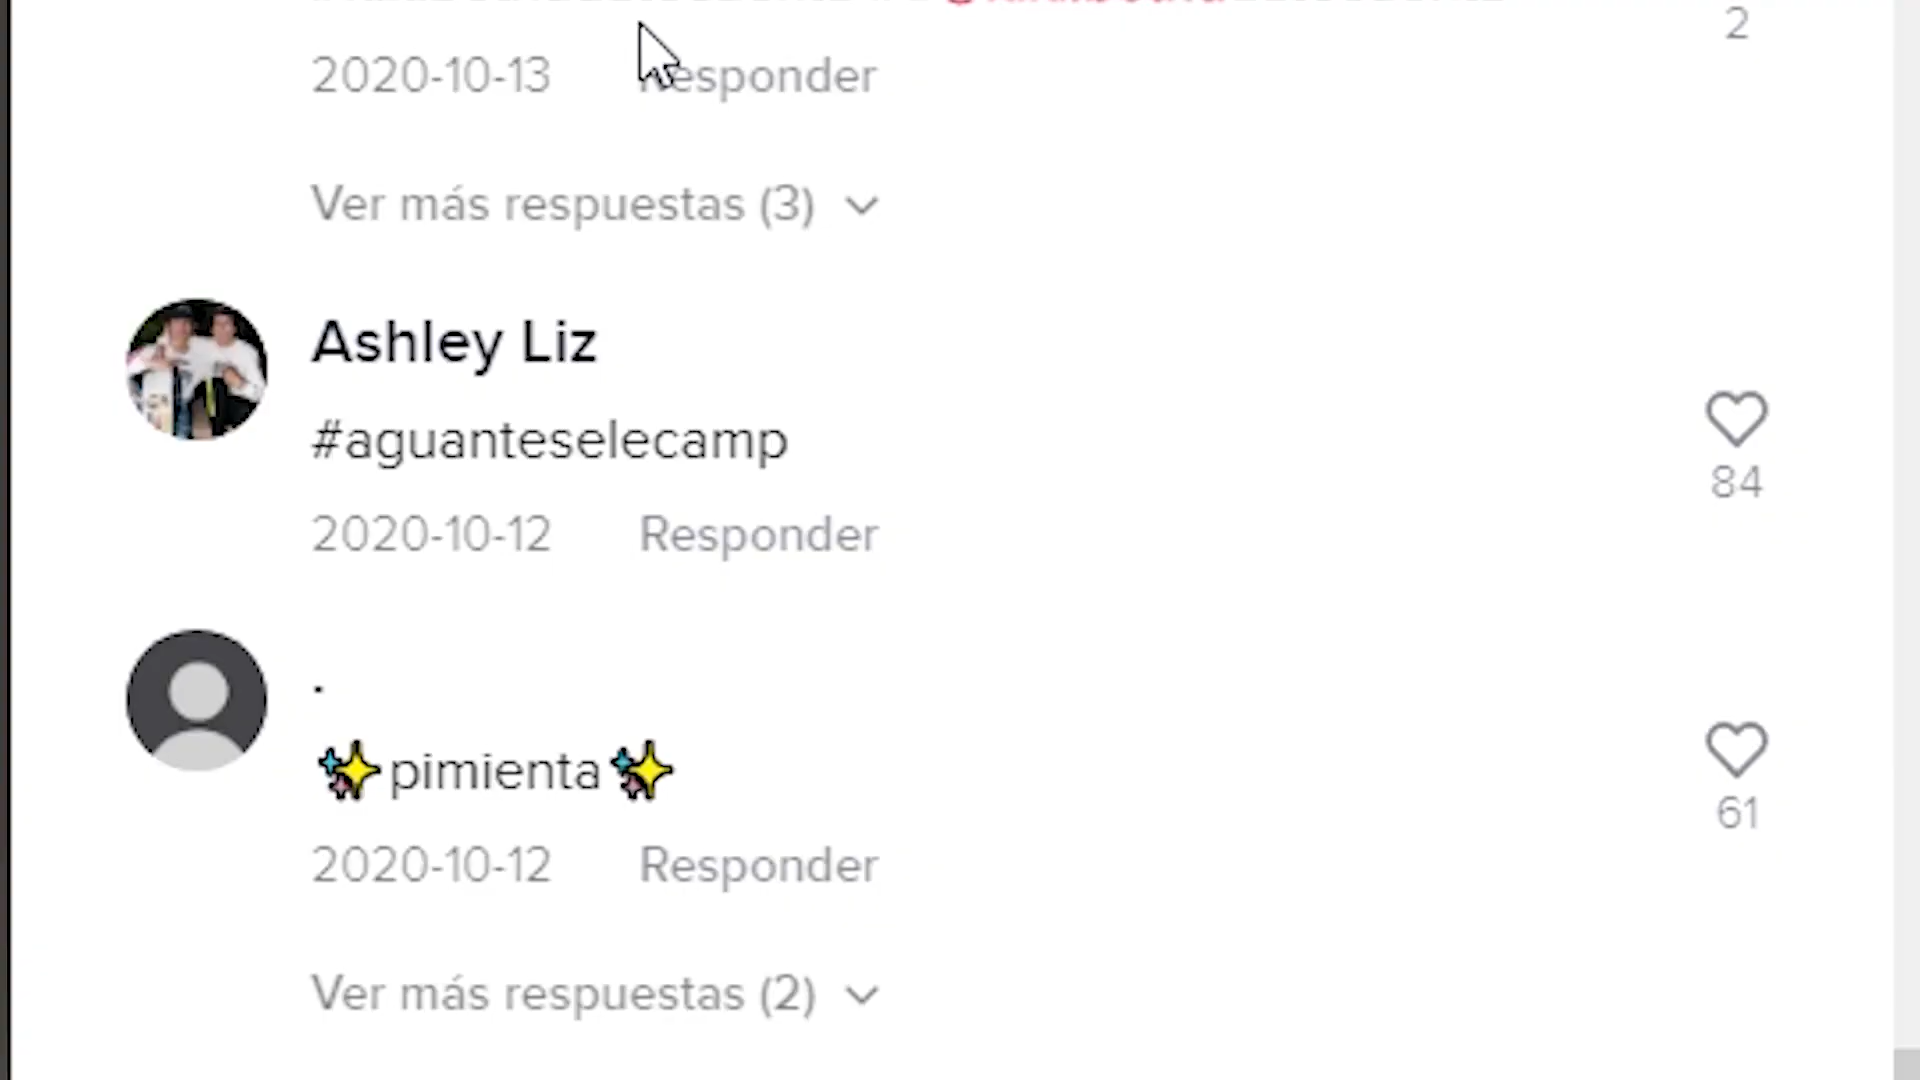 2
2020-10-13 Responder
Ver más respuestas (3)
Ashley Liz
#aguanteselecamp
84
2020-10-12 Responder
.
✨pimienta✨
61
2020-10-12 Responder
Ver más respuestas (2)